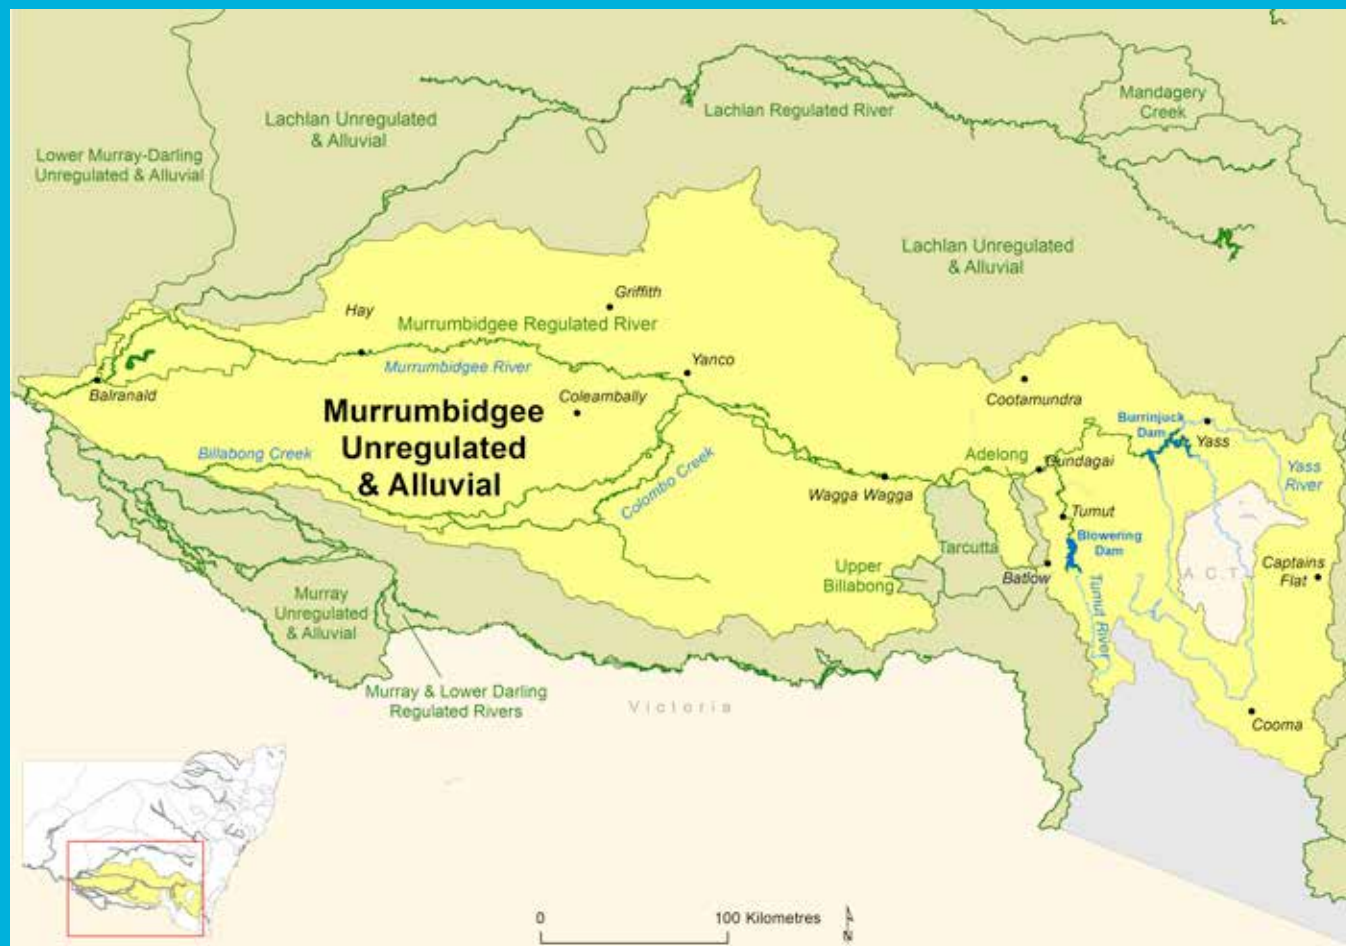 Mandagery
Creek
Lachlan Regulated River
Lachlan Unregulated
& Alluvial
Lower Murray-Darling
Unregulated & Alluvial
Lachlan Unregulated
& Alluvial
Griffith
Hay
Murrumbidgee Regulated River
Murrumbidgee River
Yanco
Balranald
Coleambally
Cootamundra
Murrumbidgee
Unregulated
& Alluvial
Burrinjuck
Dam
Yass
Billabong Creek
Adelong
Gundagai
Yass
River
Colombo Creek
Wagga Wagga
Tumut
Blowering
Dam
Tarcutta
Upper
Billabong
Batlow
A.C.T
Captains
Flat
Murray
Unregulated
& Alluvial
Tumut River
Murray & Lower Darling
Regulated Rivers
Victoria
Cooma
0 100 Kilometres
N